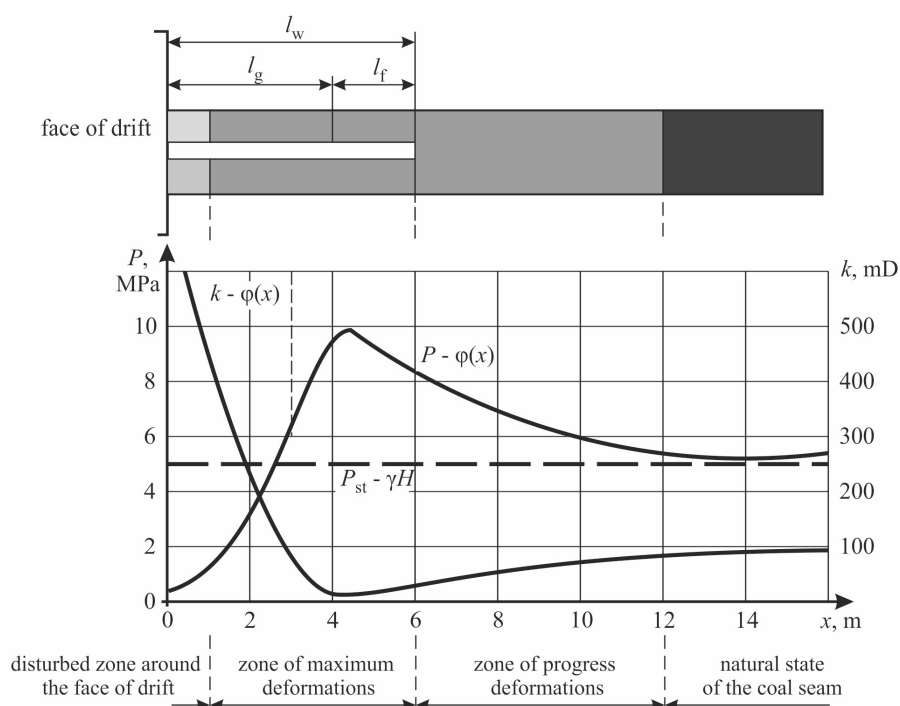 l_w
l_g
l_f
face of drift
P,
MPa
k, mD
k - φ(x)
10
500
P - φ(x)
8
400
6
300
P_st - γH
4
200
2
100
0
0 2 4 6 8 10 12 14 x, m
disturbed zone around
the face of drift
zone of maximum
deformations
zone of progress
deformations
natural state
of the coal seam